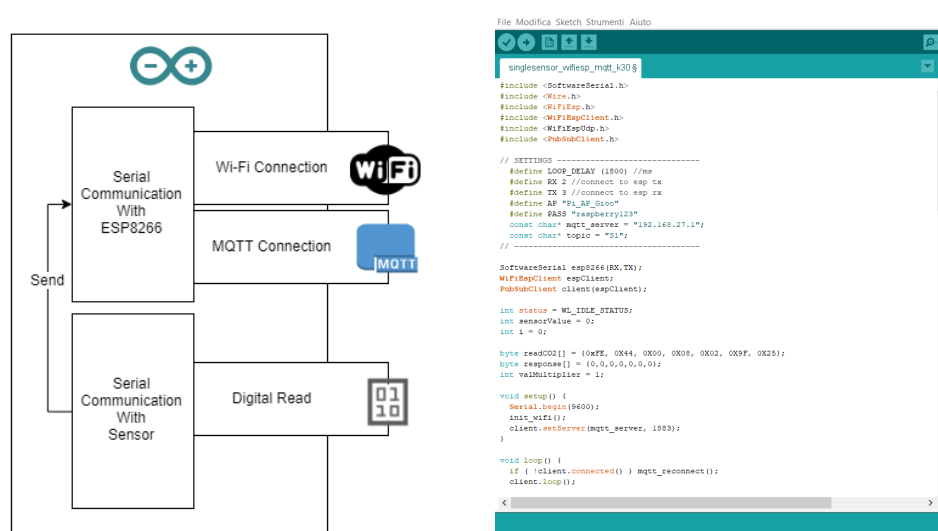 Serial
Communication
With
ESP8266
Wi-Fi Connection
WiFi
MQTT Connection
MQTT
Send
Serial
Communication
With
Sensor
Digital Read
01
10
File Modifica Sketch Strumenti Aiuto
singlesensor_wifiesp_mqtt_k30 §
#include <SoftwareSerial.h>
#include <Wire.h>
#include <WiFiEsp.h>
#include <WiFiEspClient.h>
#include <WiFiEspUdp.h>
#include <PubSubClient.h>
// SETTINGS ------------------------------
#define LOOP_DELAY (1800) //ms
#define RX 2 //connect to esp tx
#define TX 3 //connect to esp rx
#define AP "Pi_AP_Gioo"
#define PASS "raspberry123"
const char* mqtt_server = "192.168.27.1";
const char* topic = "S1";
// ---------------------------------------
SoftwareSerial esp8266(RX,TX);
WiFiEspClient espClient;
PubSubClient client(espClient);
int status = WL_IDLE_STATUS;
int sensorValue = 0;
int i = 0;
byte readCO2[] = {0xFE, 0X44, 0X00, 0X08, 0X02, 0X9F, 0X25};
byte response[] = {0,0,0,0,0,0,0};
int valMultiplier = 1;
void setup() {
Serial.begin(9600);
init_wifi();
client.setServer(mqtt_server, 1883);
}
void loop() {
if ( !client.connected() ) mqtt_reconnect();
client.loop();